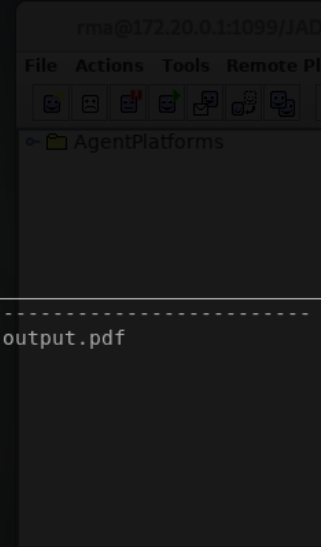 rma@172.20.0.1:1099/JAD
File Actions Tools Remote Pl
AgentPlatforms
-------------------------
output.pdf